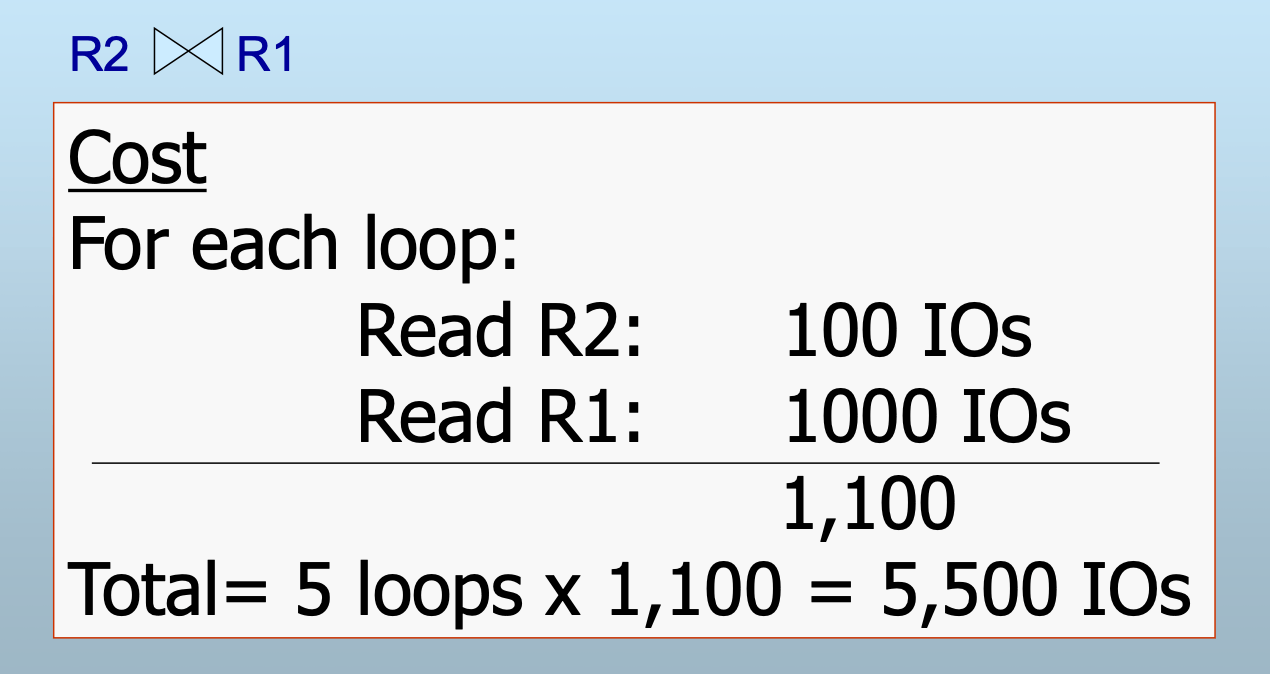 R2 ⋈ R1
Cost
For each loop:
Read R2: 100 IOs
Read R1: 1000 IOs
1,100
Total= 5 loops x 1,100 = 5,500 IOs